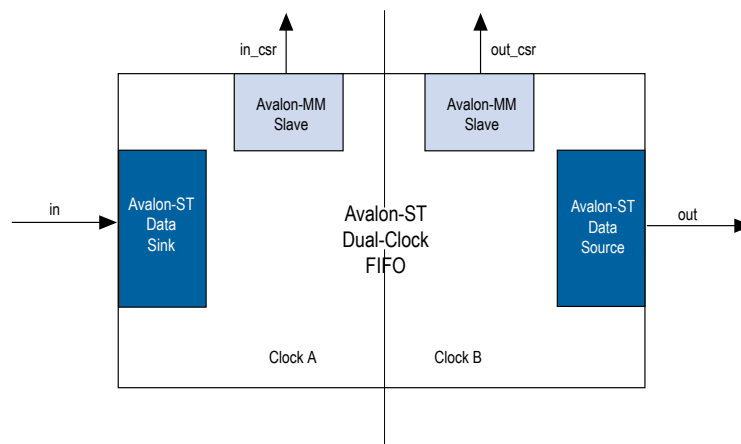 in_csr
out_csr
Avalon-MM
Slave
Avalon-MM
Slave
in
Avalon-ST
Data
Sink
Avalon-ST
Dual-Clock
FIFO
Avalon-ST
Data
Source
out
Clock A
Clock B